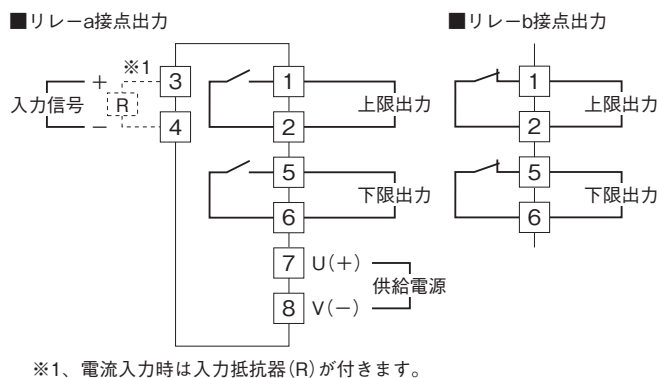 ■リレーa接点出力
■リレーb接点出力
※1
+
3
入力信号
R
−
4
1
上限出力
2
5
下限出力
6
7 U(+)
供給電源
8 V(−)
1
上限出力
2
5
下限出力
6
※1、電流入力時は入力抵抗器(R)が付きます。